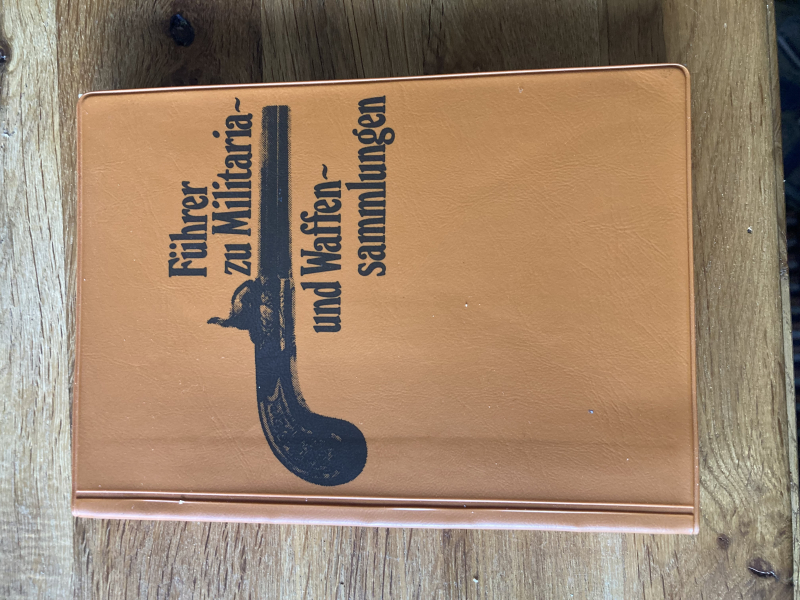 Führer
zu Militaria~
und Waffen~
sammlungen